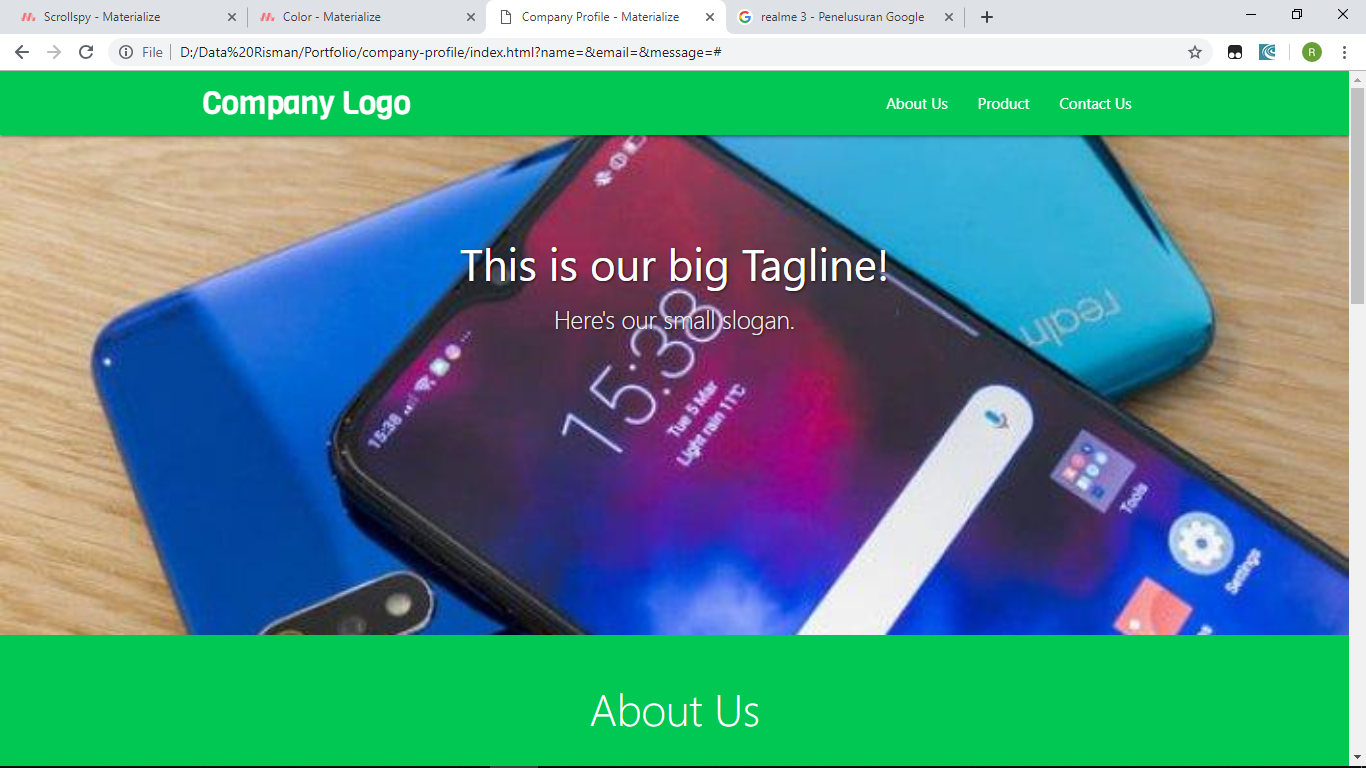 Scrollspy - Materialize
Color - Materialize
Company Profile - Materialize
realme 3 - Penelusuran Google
File
D:/Data%20Risman/Portfolio/company-profile/index.html?name=&email=&message=#
R
Company Logo
About Us
Product
Contact Us
This is our big Tagline!
Here's our small slogan.
15:38
15:38
Tue 5 Mar
Light rain 11°C
realm
Tools
Settings
About Us